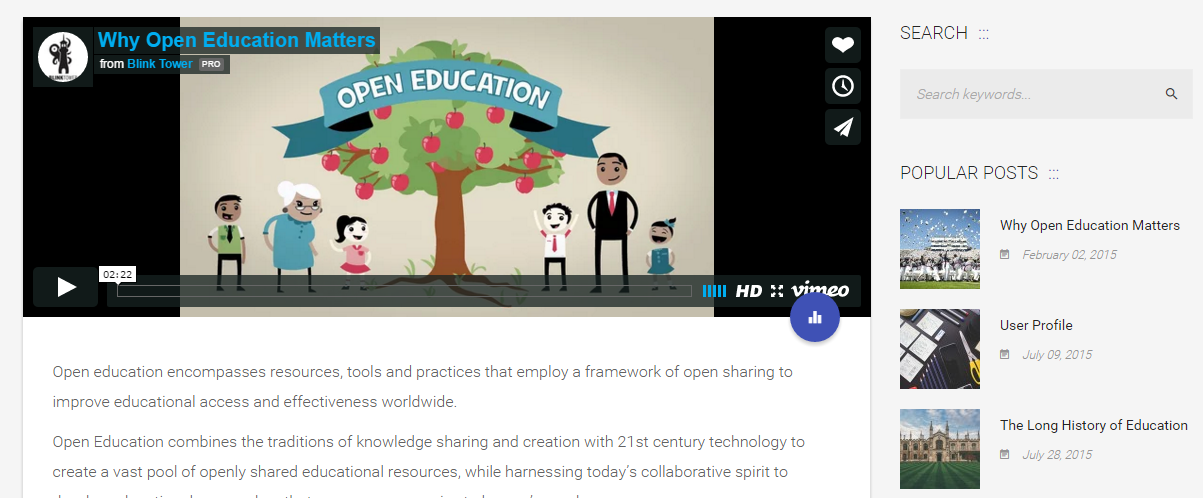 Why Open Education Matters
from Blink Tower PRO
BLINKTOWER
OPEN EDUCATION
02:22
HD vimeo
Open education encompasses resources, tools and practices that employ a framework of open sharing to
improve educational access and effectiveness worldwide.
Open Education combines the traditions of knowledge sharing and creation with 21st century technology to
create a vast pool of openly shared educational resources, while harnessing today's collaborative spirit to
SEARCH :::
Search keywords...
POPULAR POSTS :::
Why Open Education Matters
February 02, 2015
User Profile
July 09, 2015
The Long History of Education
July 28, 2015